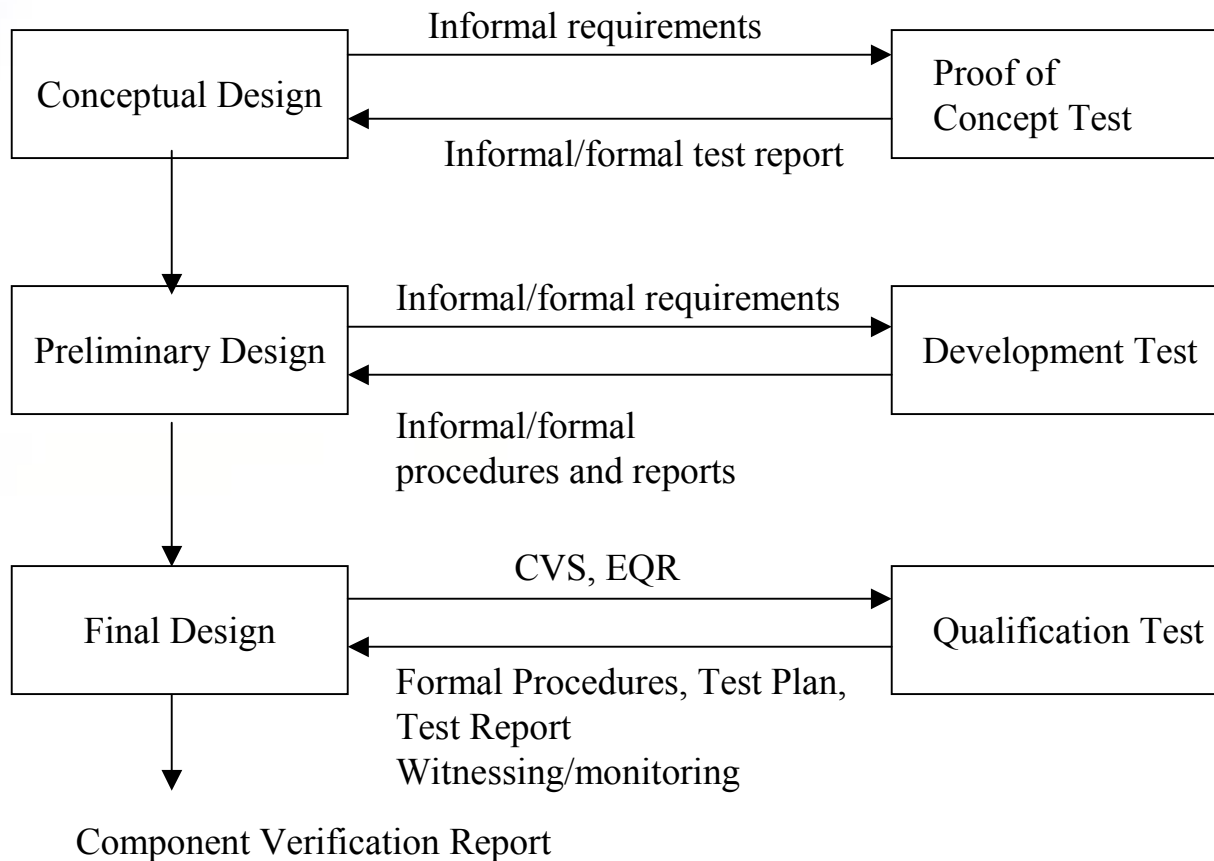 Informal requirements
Conceptual Design
Proof of
Concept Test
Informal/formal test report
Informal/formal requirements
Preliminary Design
Development Test
Informal/formal
procedures and reports
CVS, EQR
Final Design
Qualification Test
Formal Procedures, Test Plan,
Test Report
Witnessing/monitoring
Component Verification Report